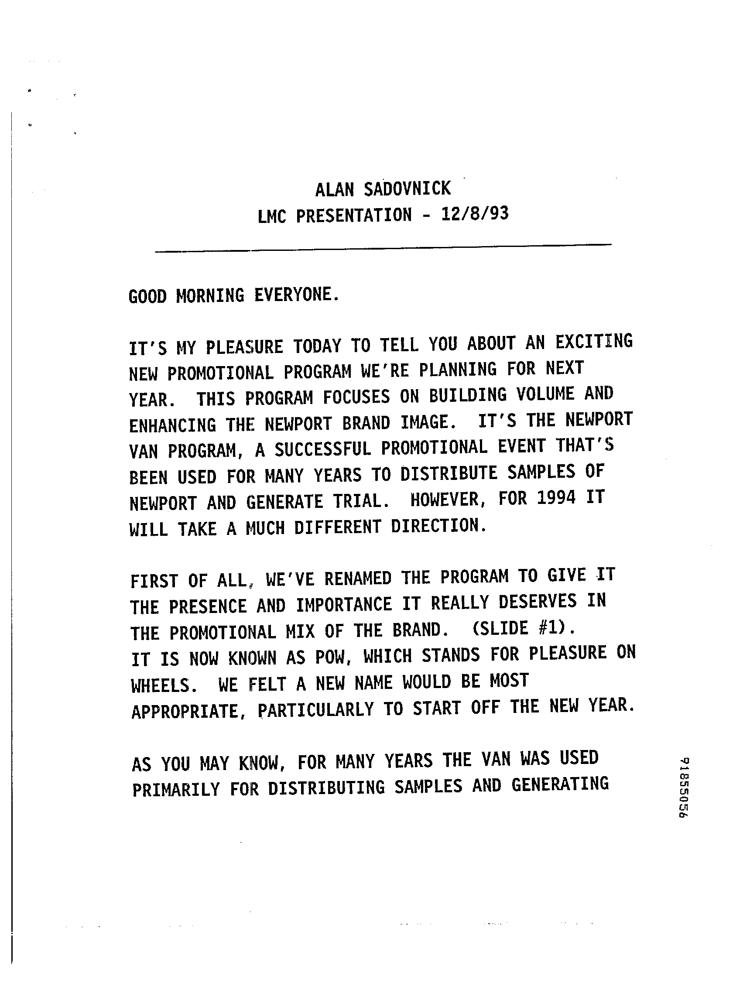 ALAN SADOVNICK
LMC PRESENTATION - 12/8/93
GOOD MORNING EVERYONE.
IT'S MY PLEASURE TODAY TO TELL YOU ABOUT AN EXCITING
NEW PROMOTIONAL PROGRAM WE'RE PLANNING FOR NEXT
YEAR.  THIS PROGRAM FOCUSES ON BUILDING VOLUME AND
ENHANCING THE NEWPORT BRAND IMAGE.  IT'S THE NEWPORT
VAN PROGRAM, A SUCCESSFUL PROMOTIONAL EVENT THAT'S
BEEN USED FOR MANY YEARS TO DISTRIBUTE SAMPLES OF
NEWPORT AND GENERATE TRIAL.  HOWEVER, FOR 1994 IT
WILL TAKE A MUCH DIFFERENT DIRECTION.
FIRST OF ALL, WE'VE RENAMED THE PROGRAM TO GIVE IT
THE PRESENCE AND IMPORTANCE IT REALLY DESERVES IN
THE PROMOTIONAL MIX OF THE BRAND.  (SLIDE #1).
IT IS NOW KNOWN AS POW, WHICH STANDS FOR PLEASURE ON
WHEELS.  WE FELT A NEW NAME WOULD BE MOST
APPROPRIATE, PARTICULARLY TO START OFF THE NEW YEAR.
AS YOU MAY KNOW, FOR MANY YEARS THE VAN WAS USED
PRIMARILY FOR DISTRIBUTING SAMPLES AND GENERATING
91855056